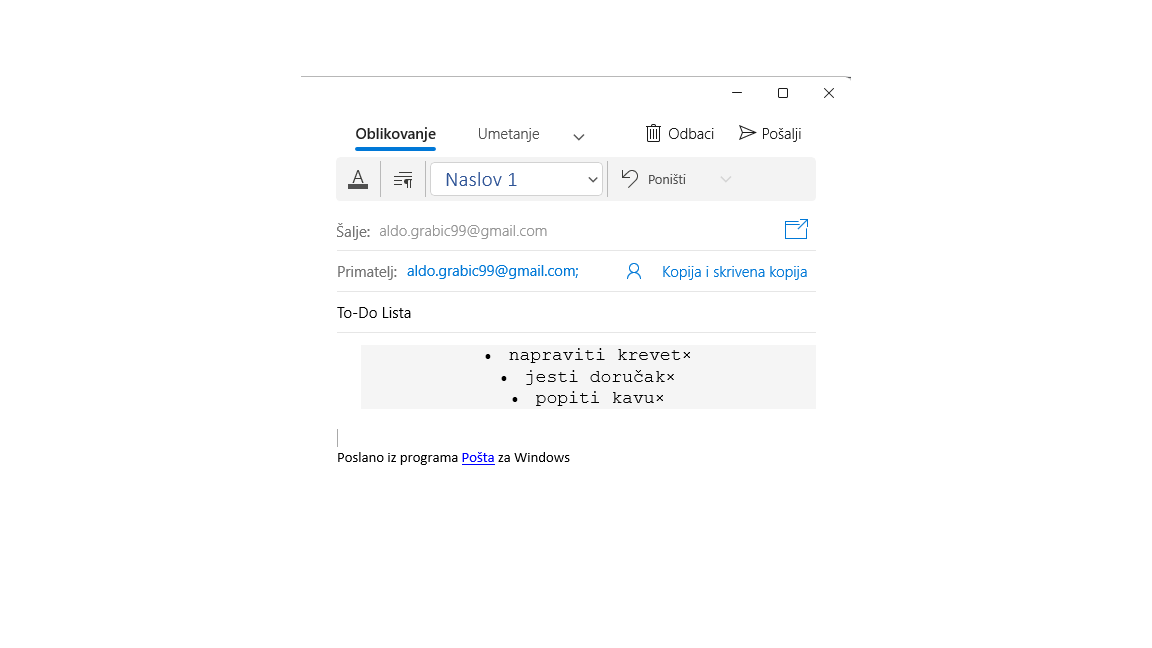 Oblikovanje Umetanje Odbaci Pošalji
A Naslov 1 Poništi
Šalje: aldo.grabic99@gmail.com
Primatelj: aldo.grabic99@gmail.com; Kopija i skrivena kopija
To-Do Lista
• napraviti krevet×
• jesti doručak×
• popiti kavu×
Poslano iz programa Pošta za Windows